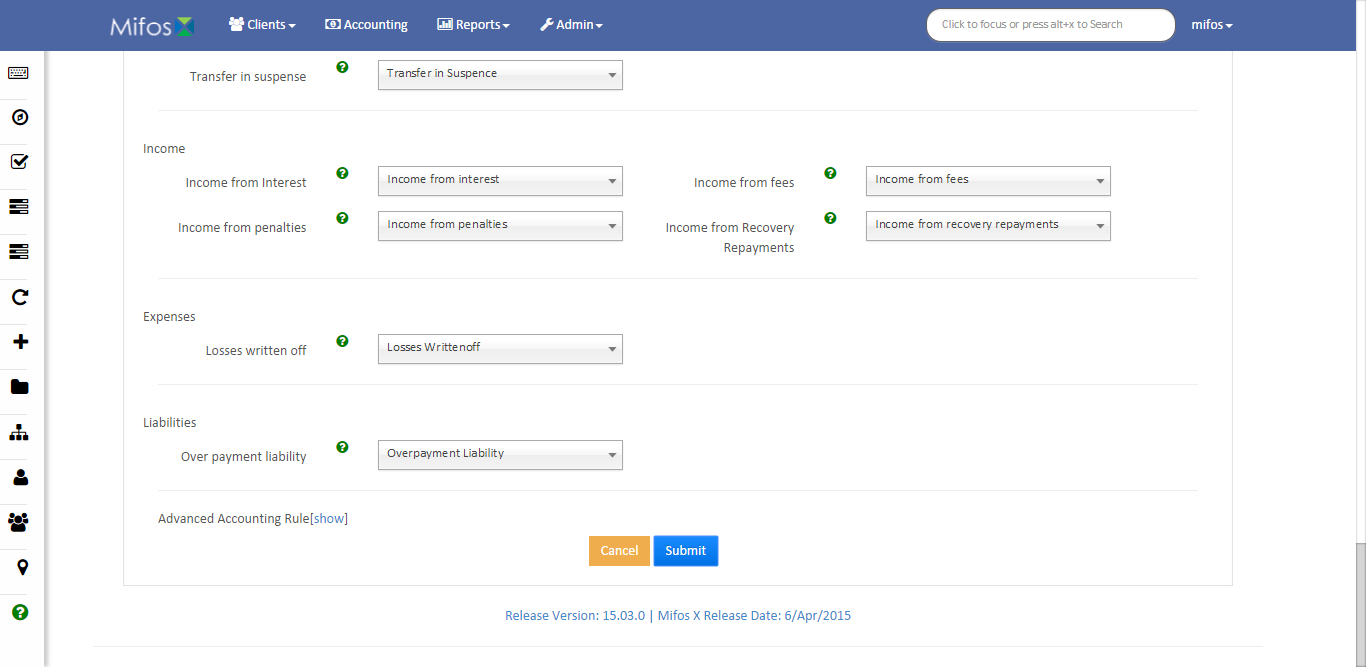 Mifos X Clients Accounting Reports Admin Click to focus or press alt+x to Search mifos
Transfer in suspense ? Transfer in Suspence
Income
Income from Interest ? Income from interest Income from fees ? Income from fees
Income from penalties ? Income from penalties Income from Recovery ? Income from recovery repayments
Repayments
Expenses
Losses written off ? Losses Writtenoff
Liabilities
Over payment liability ? Overpayment Liability
Advanced Accounting Rule[show]
Cancel Submit
?
Release Version: 15.03.0 | Mifos X Release Date: 6/Apr/2015